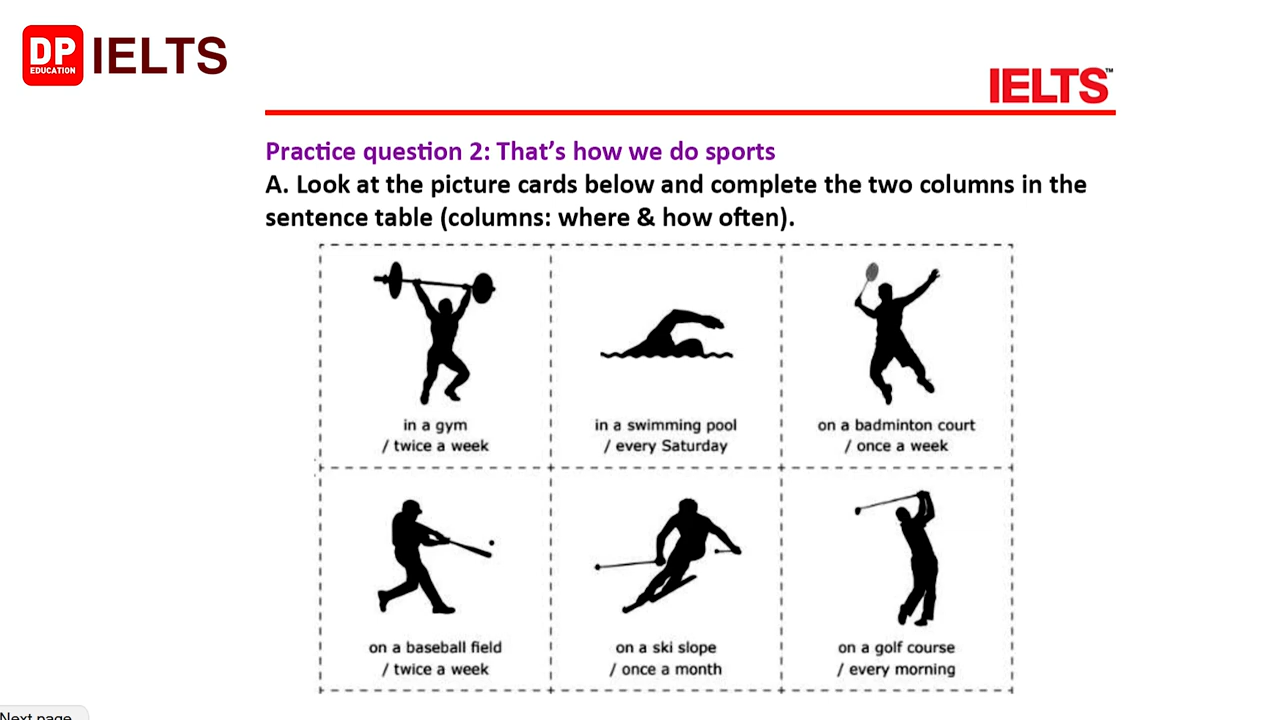 DP
EDUCATION
IELTS
IELTS™
Practice question 2: That's how we do sports
A. Look at the picture cards below and complete the two columns in the
sentence table (columns: where & how often).
in a gym
/ twice a week
in a swimming pool
/ every Saturday
on a badminton court
/ once a week
on a baseball field
/ twice a week
on a ski slope
/ once a month
on a golf course
/ every morning
Next page